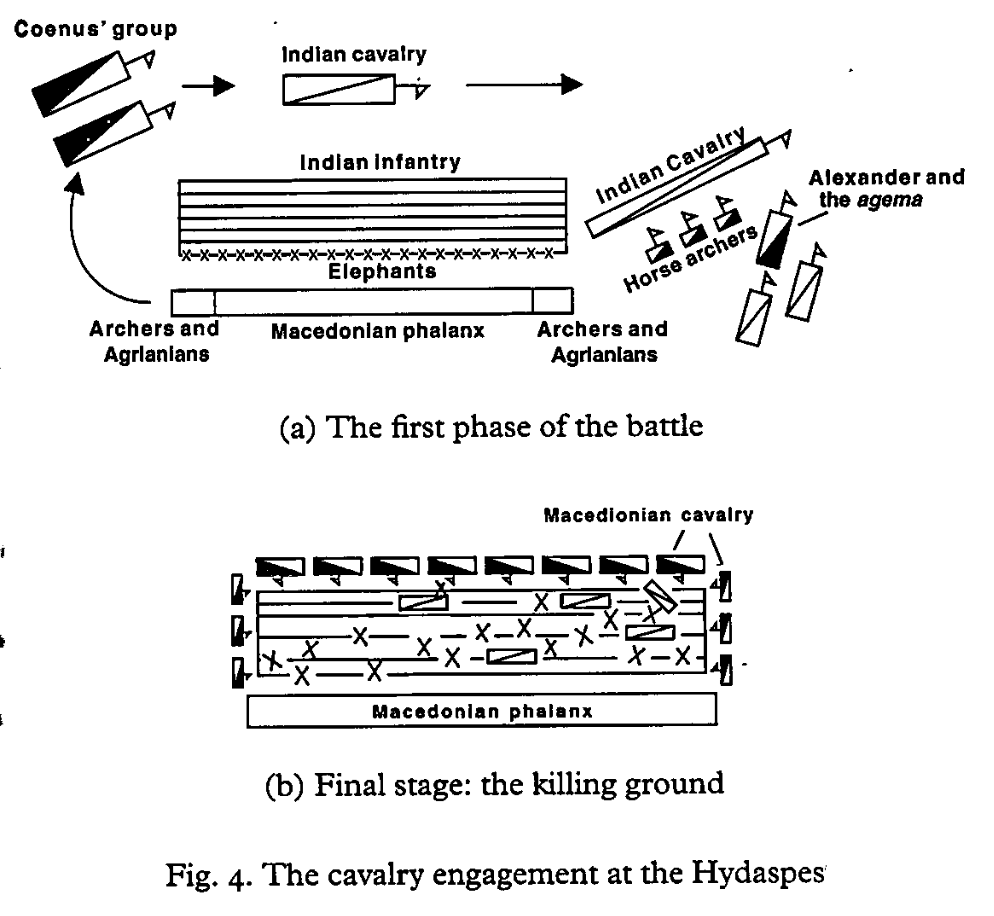 Coenus' group
Indian cavalry
Indian Infantry
Indian Cavalry
Alexander and
the agema
Horse archers
Elephants
Archers and
Agrianians
Macedonian phalanx
Archers and
Agrianians
(a) The first phase of the battle
Macedionian cavalry
Macedonian phalanx
(b) Final stage: the killing ground
Fig. 4. The cavalry engagement at the Hydaspes